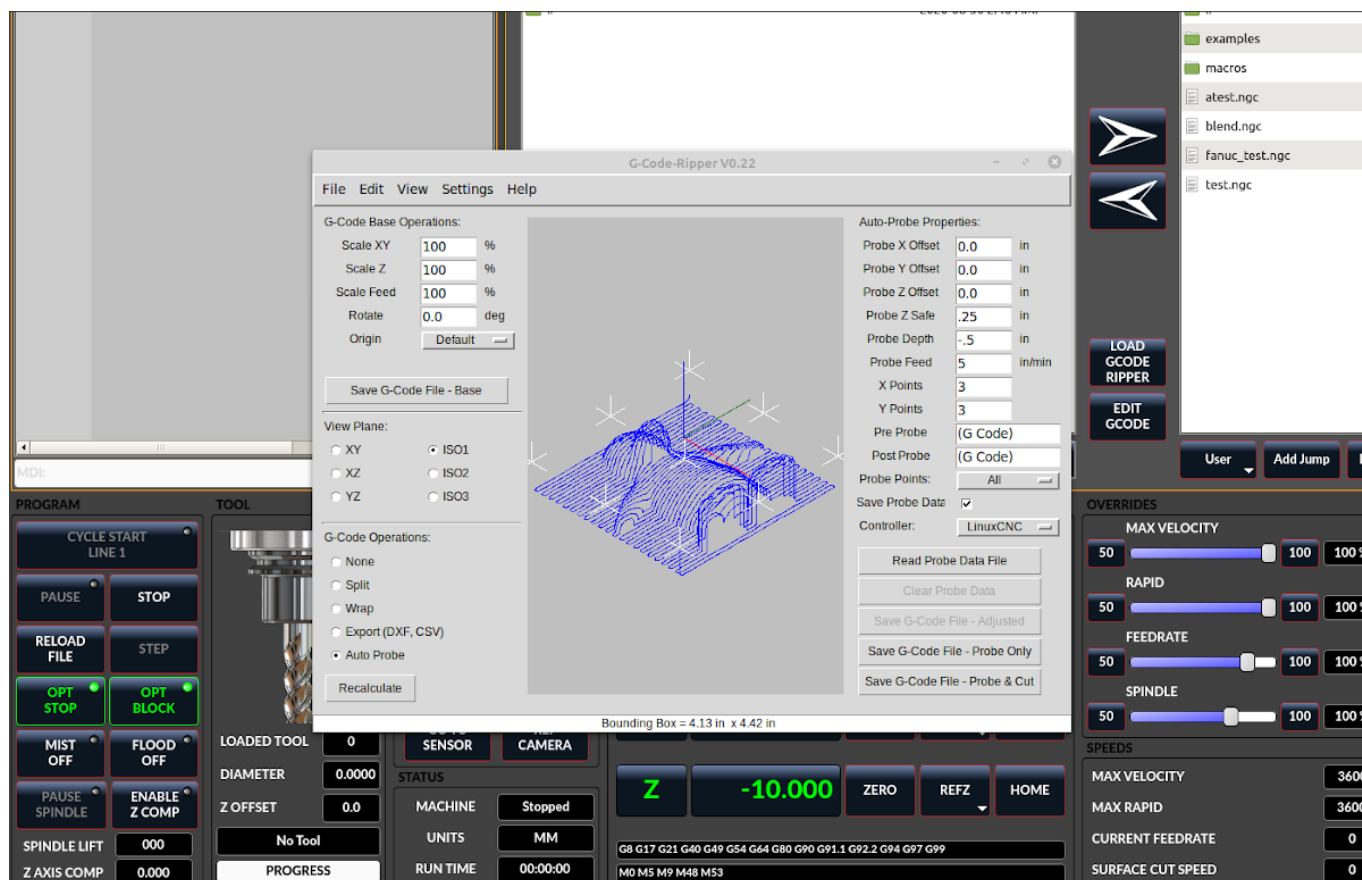 examples
macros
atest.ngc
blend.ngc
fanuc_test.ngc
test.ngc
G-Code-Ripper V0.22
File Edit View Settings Help
G-Code Base Operations:
Scale XY 100 %
Scale Z 100 %
Scale Feed 100 %
Rotate 0.0 deg
Origin Default
Save G-Code File - Base
View Plane:
XY ISO1
XZ ISO2
YZ ISO3
G-Code Operations:
None
Split
Wrap
Export (DXF, CSV)
Auto Probe
Recalculate
Auto-Probe Properties:
Probe X Offset 0.0 in
Probe Y Offset 0.0 in
Probe Z Offset 0.0 in
Probe Z Safe .25 in
Probe Depth -.5 in
Probe Feed 5 in/min
X Points 3
Y Points 3
Pre Probe (G Code)
Post Probe (G Code)
Probe Points: All
Save Probe Data
Controller: LinuxCNC
Read Probe Data File
Clear Probe Data
Save G-Code File - Adjusted
Save G-Code File - Probe Only
Save G-Code File - Probe & Cut
Bounding Box = 4.13 in x 4.42 in
LOAD
GCODE
RIPPER
EDIT
GCODE
User Add Jump
MDI:
PROGRAM
CYCLE START
LINE 1
PAUSE STOP
RELOAD
FILE
STEP
OPT
STOP
OPT
BLOCK
MIST
OFF
FLOOD
OFF
PAUSE
SPINDLE
ENABLE
Z COMP
SPINDLE LIFT 000
Z AXIS COMP 0.000
TOOL
LOADED TOOL 0
DIAMETER 0.0000
Z OFFSET 0.0
No Tool
PROGRESS
SENSOR
CAMERA
STATUS
MACHINE Stopped
UNITS MM
RUN TIME 00:00:00
Z -10.000 ZERO REFZ HOME
G8 G17 G21 G40 G49 G54 G64 G80 G90 G91.1 G92.2 G94 G97 G99
M0 M5 M9 M48 M53
OVERRIDES
MAX VELOCITY
50 100 100 %
RAPID
50 100 100
FEEDRATE
50 100 100
SPINDLE
50 100 100
SPEEDS
MAX VELOCITY 3600
MAX RAPID 3600
CURRENT FEEDRATE 0
SURFACE CUT SPEED 0